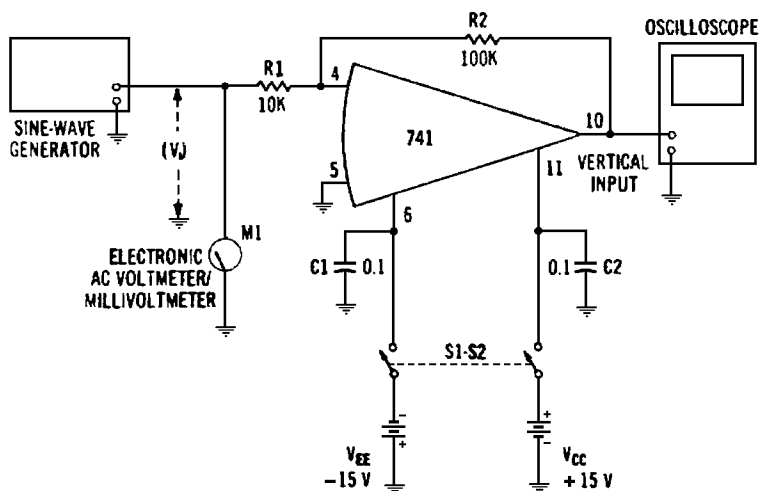 R2
100K
OSCILLOSCOPE
R1
10K
4
SINE-WAVE
GENERATOR
741
10
5
11
VERTICAL
INPUT
6
M1
ELECTRONIC
AC VOLTMETER/
MILLIVOLTMETER
C1 0.1
0.1 C2
S1-S2
-
+
+
-
VEE
-15 V
VCC
+15 V